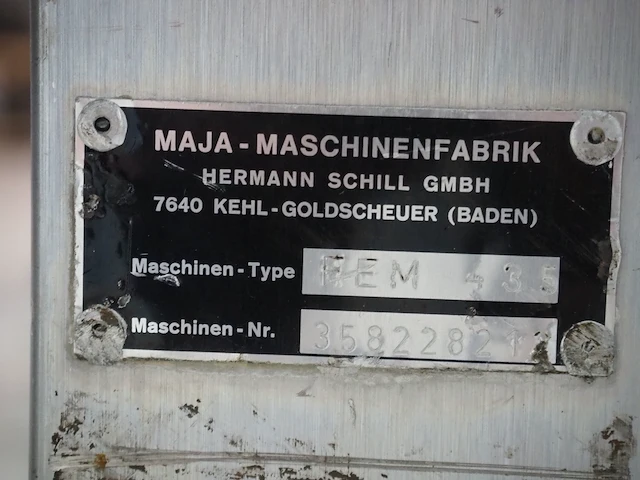 MAJA - MASCHINENFABRIK
HERMANN SCHILL GMBH
7640 KEHL - GOLDSCHEUER (BADEN)
Maschinen - Type
Maschinen - Nr.